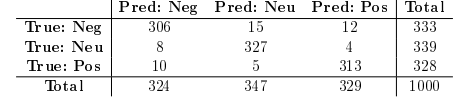 Pred: Neg Pred: Neu Pred: Pos Total
True: Neg 306 15 12 333
True: Neu 8 327 4 339
True: Pos 10 5 313 328
Total 324 347 329 1000